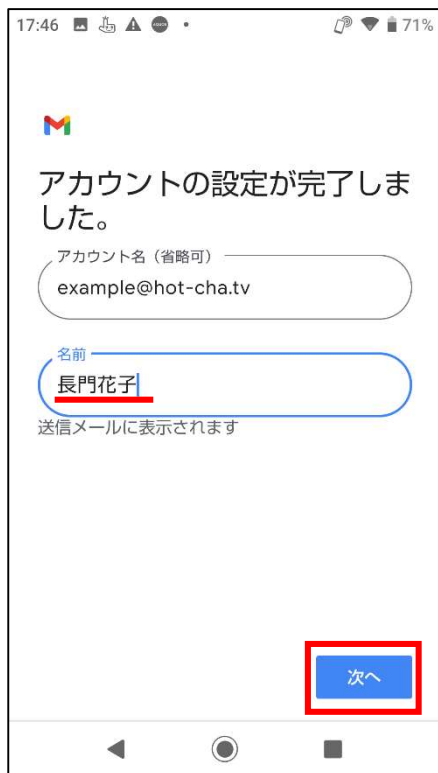 17:46
71%
アカウントの設定が完了しま
した。
アカウント名（省略可）
example@hot-cha.tv
名前
長門花子
送信メールに表示されます
次へ